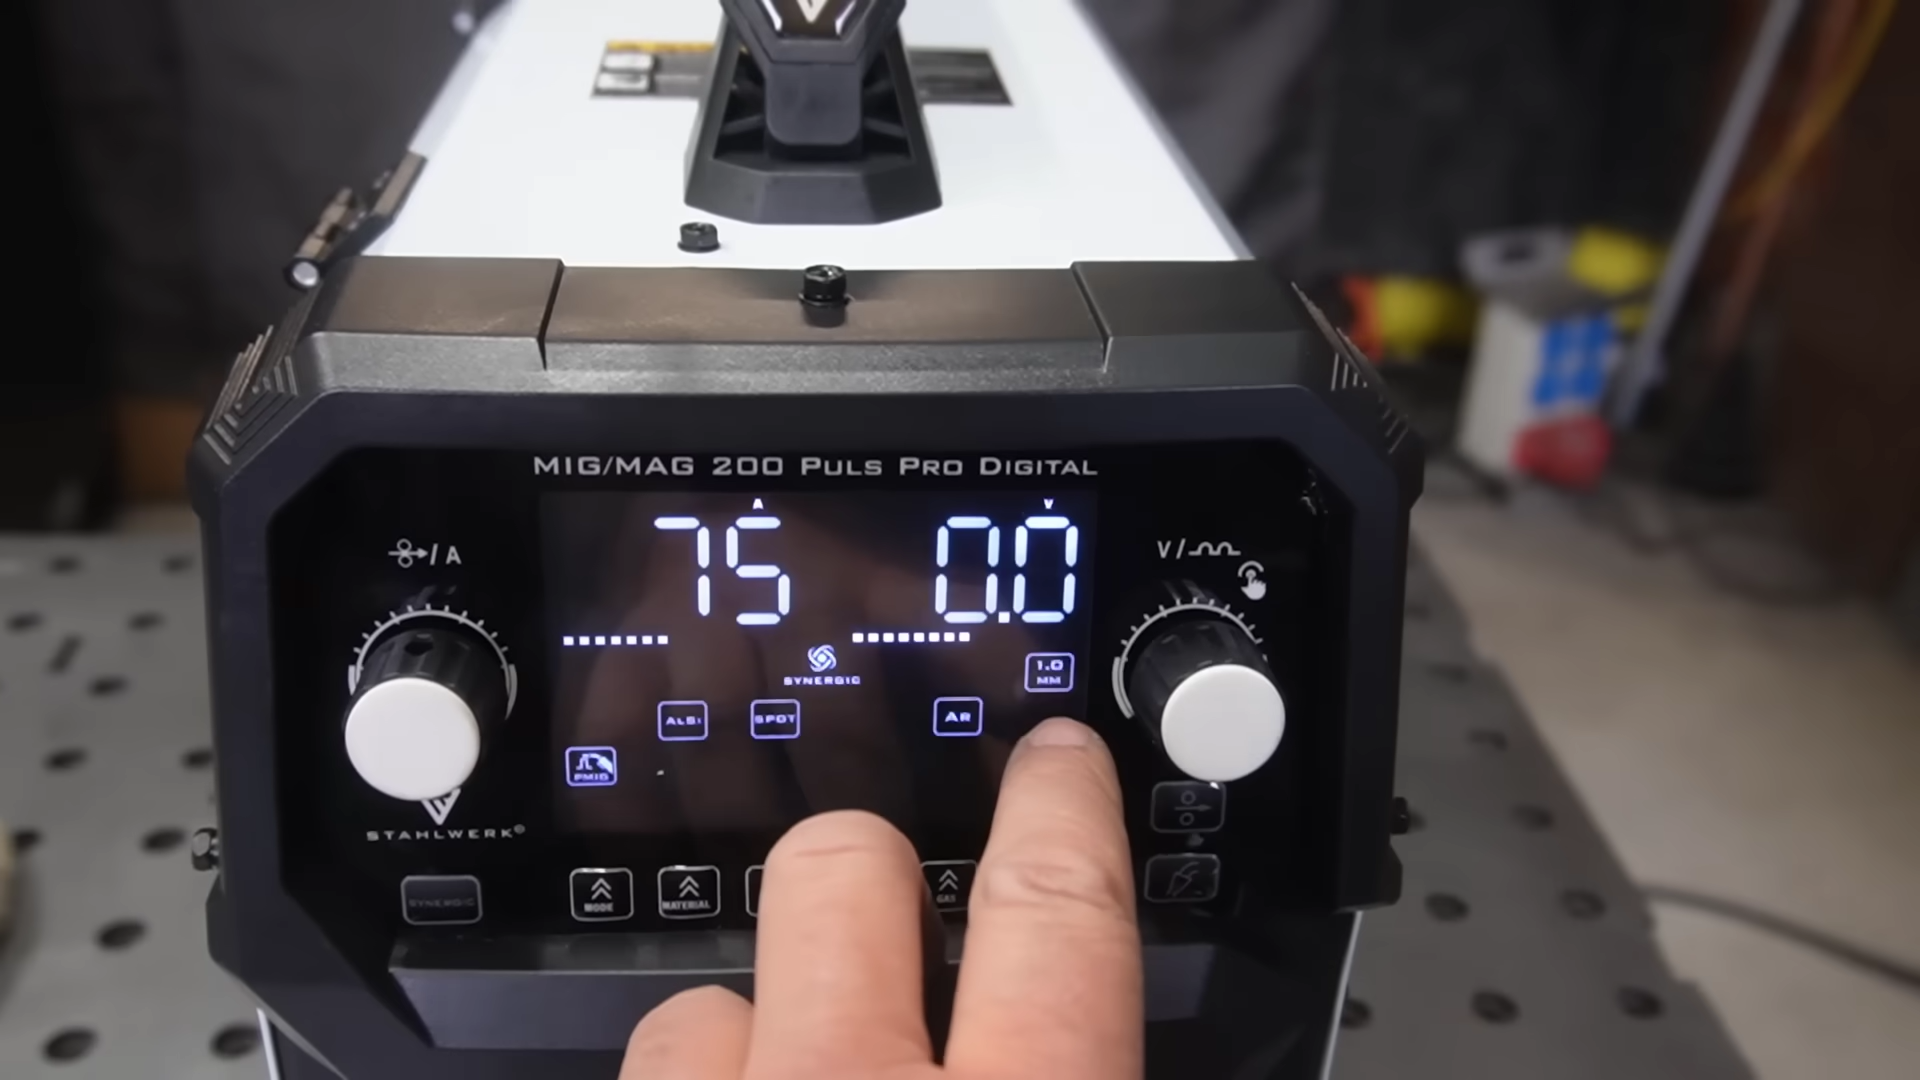 MIG/MAG 200 PULS PRO DIGITAL
A
V
75
0.0
/ A
V /
SYNERGIC
1.0
MM
ALSI
SPOT
AR
PMIG
STAHLWERK®
SYNERGIC
MODE
MATERIAL
GAS